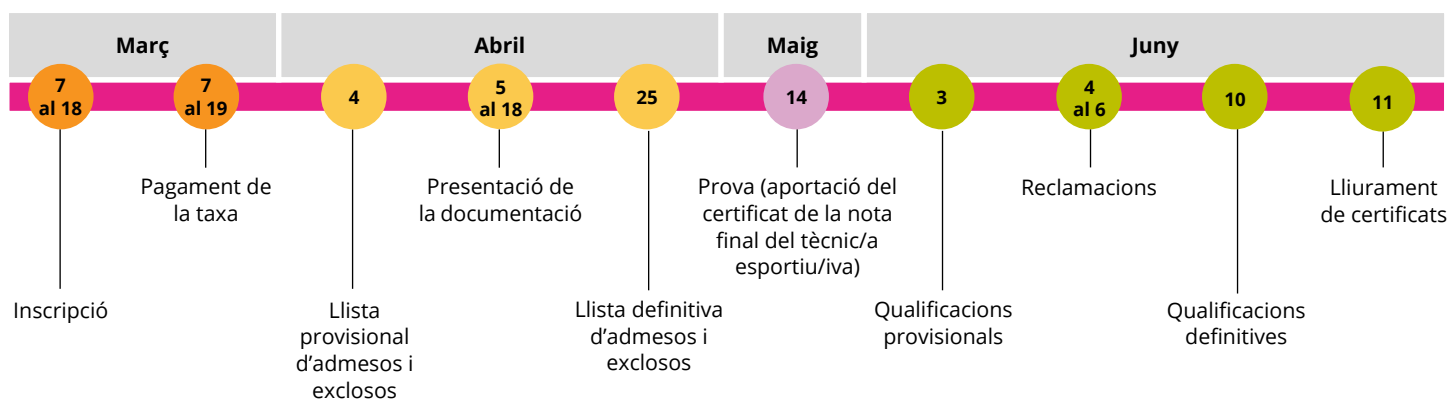 Març
Abril
Maig
Juny
7
al 18
7
al 19
4
5
al 18
25
14
3
4
al 6
10
11
Pagament de
la taxa
Presentació de
la documentació
Prova (aportació del
certificat de la nota
final del tècnic/a
esportiu/iva)
Reclamacions
Lliurament
de certificats
Inscripció
Llista
provisional
d’admesos i
exclosos
Llista definitiva
d’admesos i
exclosos
Qualificacions
provisionals
Qualificacions
definitives